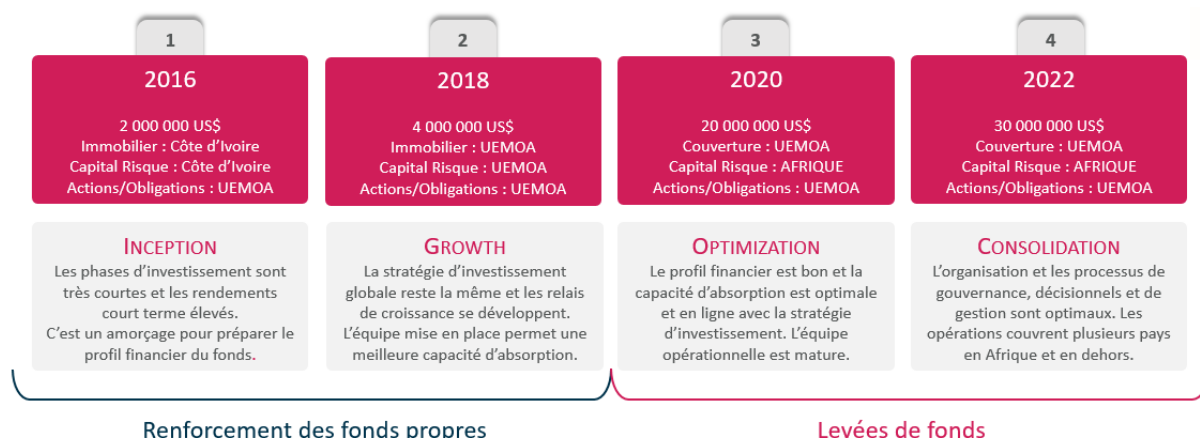 1
2016
2 000 000 US$
Immobilier : Côte d'Ivoire
Capital Risque : Côte d'Ivoire
Actions/Obligations : UEMOA
INCEPTION
Les phases d'investissement sont
très courtes et les rendements
court terme élevés.
C'est un amorçage pour préparer le
profil financier du fonds.
2
2018
4 000 000 US$
Immobilier : UEMOA
Capital Risque : UEMOA
Actions/Obligations : UEMOA
GROWTH
La stratégie d'investissement
globale reste la même et les relais
de croissance se développent.
L'équipe mise en place permet une
meilleure capacité d'absorption.
3
2020
20 000 000 US$
Couverture : UEMOA
Capital Risque : AFRIQUE
Actions/Obligations : UEMOA
OPTIMIZATION
Le profil financier est bon et la
capacité d'absorption est optimale
et en ligne avec la stratégie
d'investissement. L'équipe
opérationnelle est mature.
4
2022
30 000 000 US$
Couverture : UEMOA
Capital Risque : AFRIQUE
Actions/Obligations : UEMOA
CONSOLIDATION
L'organisation et les processus de
gouvernance, décisionnels et de
gestion sont optimaux. Les
opérations couvrent plusieurs pays
en Afrique et en dehors.
Renforcement des fonds propres
Levées de fonds